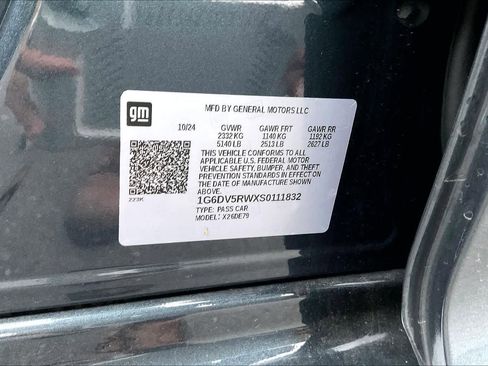 gm
MFD BY GENERAL MOTORS LLC
10/24 GVWR GAWR FRT GAWR RR
2332 KG 1140 KG 1192 KG
5140 LB 2513 LB 2627 LB
THIS VEHICLE CONFORMS TO ALL
APPLICABLE U.S. FEDERAL MOTOR
VEHICLE SAFETY, BUMPER, AND THEFT
PREVENTION STANDARDS IN EFFECT ON
THE DATE OF MANUFACTURE SHOWN
ABOVE.
223K
1G6DV5RWXS0111832
TYPE: PASS CAR
MODEL: X26DE79